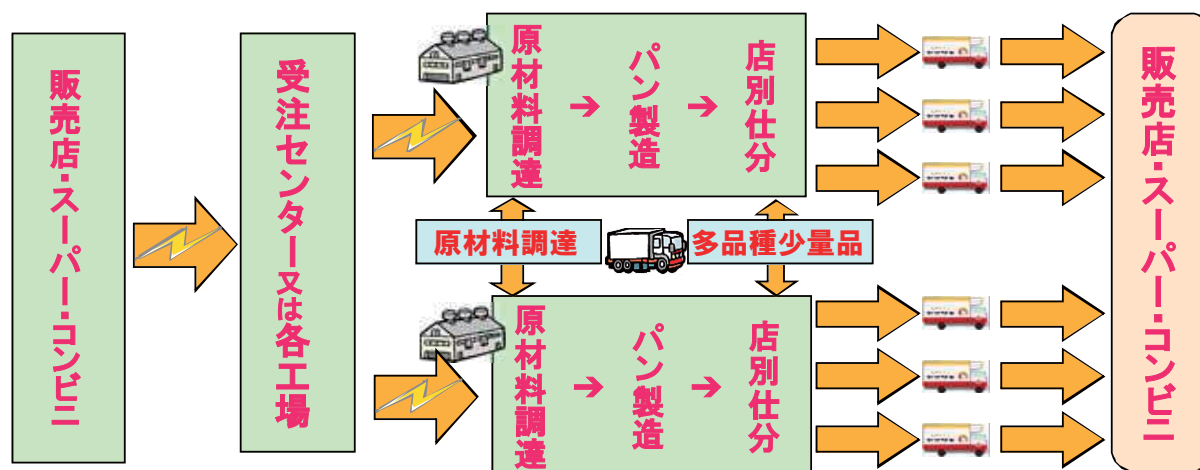 販売店・スーパー・コンビニ
受注センター又は各工場
原材料調達
➔
パン製造
➔
店別仕分
原材料調達
多品種少量品
原材料調達
➔
パン製造
➔
店別仕分
販売店・スーパー・コンビニ